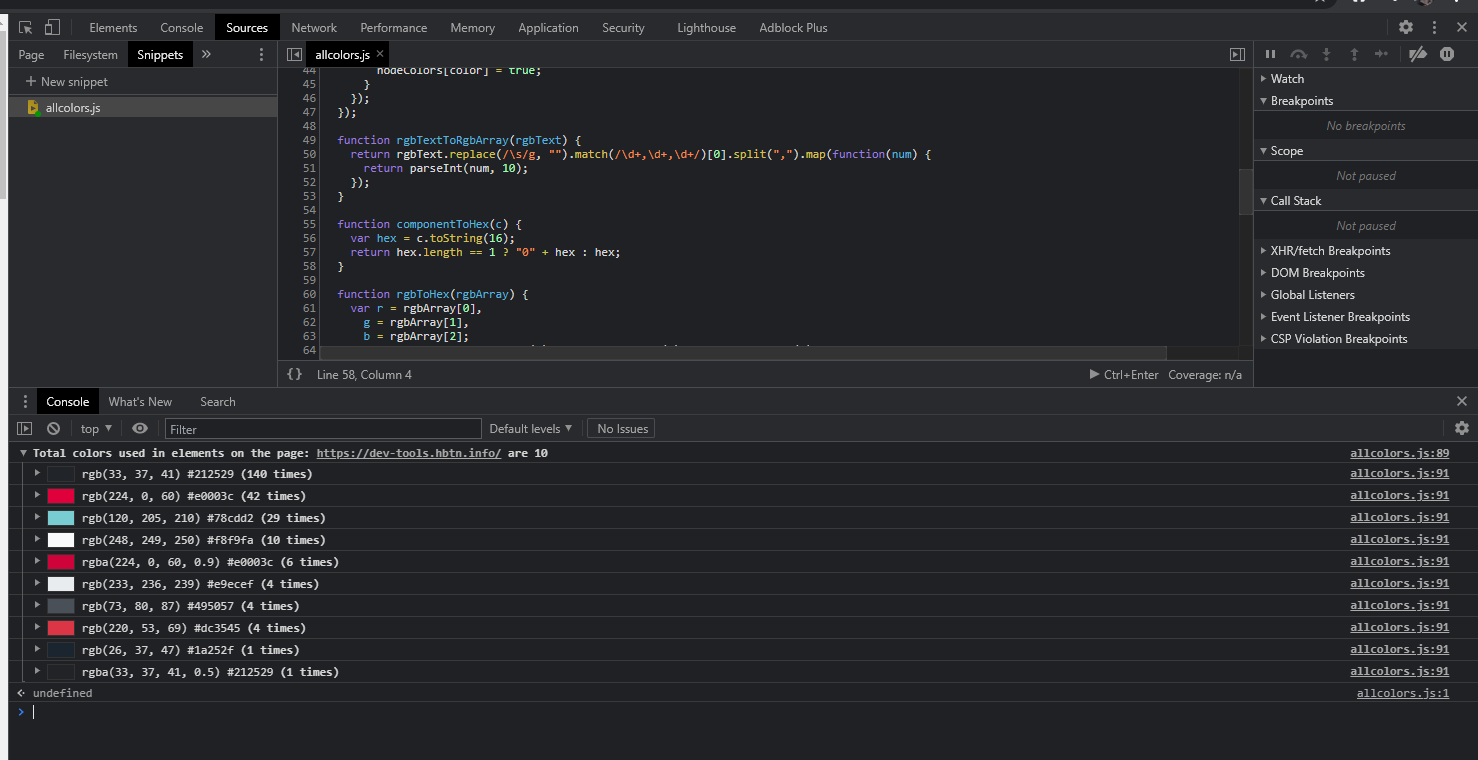 Elements Console Sources Network Performance Memory Application Security Lighthouse Adblock Plus
Page Filesystem Snippets » allcolors.js ×
+ New snippet
allcolors.js
44 nodeColors[color] = true;
45 }
46 });
47 });
48
49 function rgbTextToRgbArray(rgbText) {
50 return rgbText.replace(/\s/g, "").match(/\d+,\d+,\d+/)[0].split(",").map(function(num) {
51 return parseInt(num, 10);
52 });
53 }
54
55 function componentToHex(c) {
56 var hex = c.toString(16);
57 return hex.length == 1 ? "0" + hex : hex;
58 }
59
60 function rgbToHex(rgbArray) {
61 var r = rgbArray[0],
62 g = rgbArray[1],
63 b = rgbArray[2];
64
{} Line 58, Column 4 Ctrl+Enter Coverage: n/a
Watch
Breakpoints
No breakpoints
Scope
Not paused
Call Stack
Not paused
XHR/fetch Breakpoints
DOM Breakpoints
Global Listeners
Event Listener Breakpoints
CSP Violation Breakpoints
Console What's New Search
top Filter Default levels No Issues
Total colors used in elements on the page: https://dev-tools.hbtn.info/ are 10 allcolors.js:89
rgb(33, 37, 41) #212529 (140 times) allcolors.js:91
rgb(224, 0, 60) #e0003c (42 times) allcolors.js:91
rgb(120, 205, 210) #78cdd2 (29 times) allcolors.js:91
rgb(248, 249, 250) #f8f9fa (10 times) allcolors.js:91
rgba(224, 0, 60, 0.9) #e0003c (6 times) allcolors.js:91
rgb(233, 236, 239) #e9ecef (4 times) allcolors.js:91
rgb(73, 80, 87) #495057 (4 times) allcolors.js:91
rgb(220, 53, 69) #dc3545 (4 times) allcolors.js:91
rgb(26, 37, 47) #1a252f (1 times) allcolors.js:91
rgba(33, 37, 41, 0.5) #212529 (1 times) allcolors.js:91
undefined allcolors.js:1